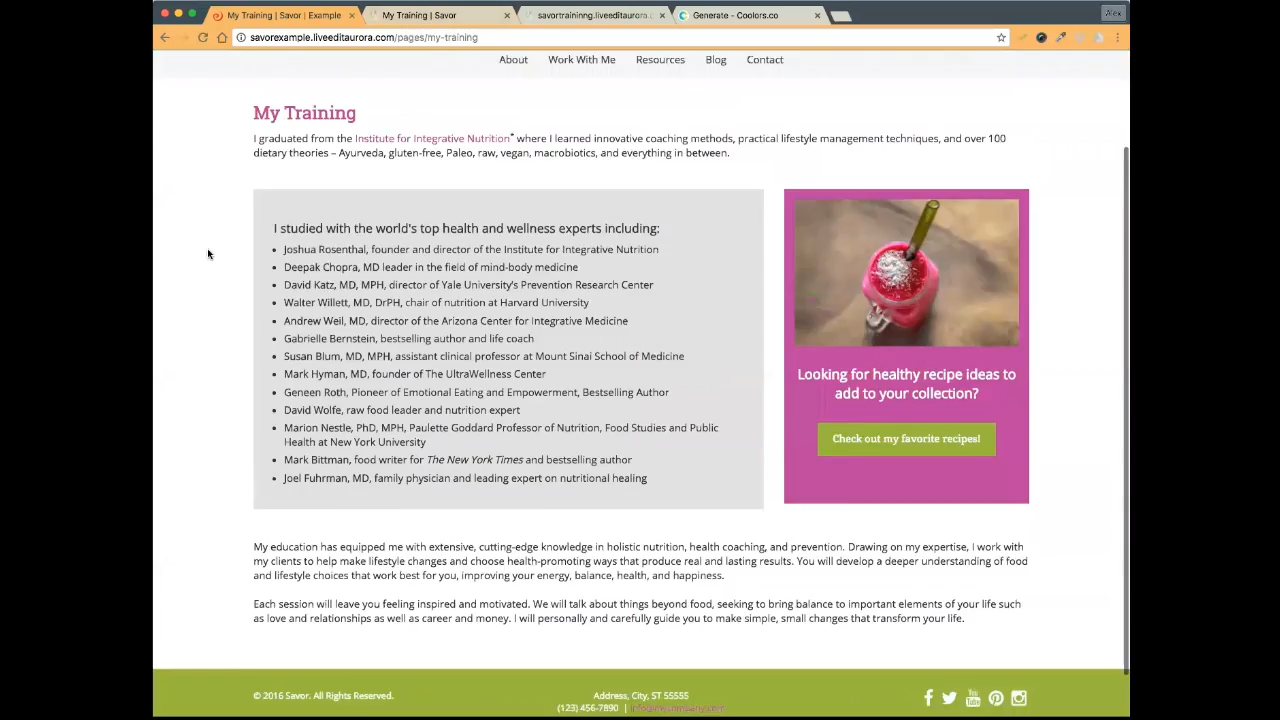 My Training | Savor | Example
My Training | Savor
savortraininng.liveeditaurora.c
Generate - Coolors.co
Alex
savorexample.liveeditaurora.com/pages/my-training
About Work With Me Resources Blog Contact
My Training
I graduated from the Institute for Integrative Nutrition® where I learned innovative coaching methods, practical lifestyle management techniques, and over 100
dietary theories – Ayurveda, gluten-free, Paleo, raw, vegan, macrobiotics, and everything in between.
I studied with the world's top health and wellness experts including:
• Joshua Rosenthal, founder and director of the Institute for Integrative Nutrition
• Deepak Chopra, MD leader in the field of mind-body medicine
• David Katz, MD, MPH, director of Yale University's Prevention Research Center
• Walter Willett, MD, DrPH, chair of nutrition at Harvard University
• Andrew Weil, MD, director of the Arizona Center for Integrative Medicine
• Gabrielle Bernstein, bestselling author and life coach
• Susan Blum, MD, MPH, assistant clinical professor at Mount Sinai School of Medicine
• Mark Hyman, MD, founder of The UltraWellness Center
• Geneen Roth, Pioneer of Emotional Eating and Empowerment, Bestselling Author
• David Wolfe, raw food leader and nutrition expert
• Marion Nestle, PhD, MPH, Paulette Goddard Professor of Nutrition, Food Studies and Public
Health at New York University
• Mark Bittman, food writer for The New York Times and bestselling author
• Joel Fuhrman, MD, family physician and leading expert on nutritional healing
Looking for healthy recipe ideas to
add to your collection?
Check out my favorite recipes!
My education has equipped me with extensive, cutting-edge knowledge in holistic nutrition, health coaching, and prevention. Drawing on my expertise, I work with
my clients to help make lifestyle changes and choose health-promoting ways that produce real and lasting results. You will develop a deeper understanding of food
and lifestyle choices that work best for you, improving your energy, balance, health, and happiness.
Each session will leave you feeling inspired and motivated. We will talk about things beyond food, seeking to bring balance to important elements of your life such
as love and relationships as well as career and money. I will personally and carefully guide you to make simple, small changes that transform your life.
© 2016 Savor. All Rights Reserved.
Address, City, ST 55555
(123) 456-7890 |
You Tube